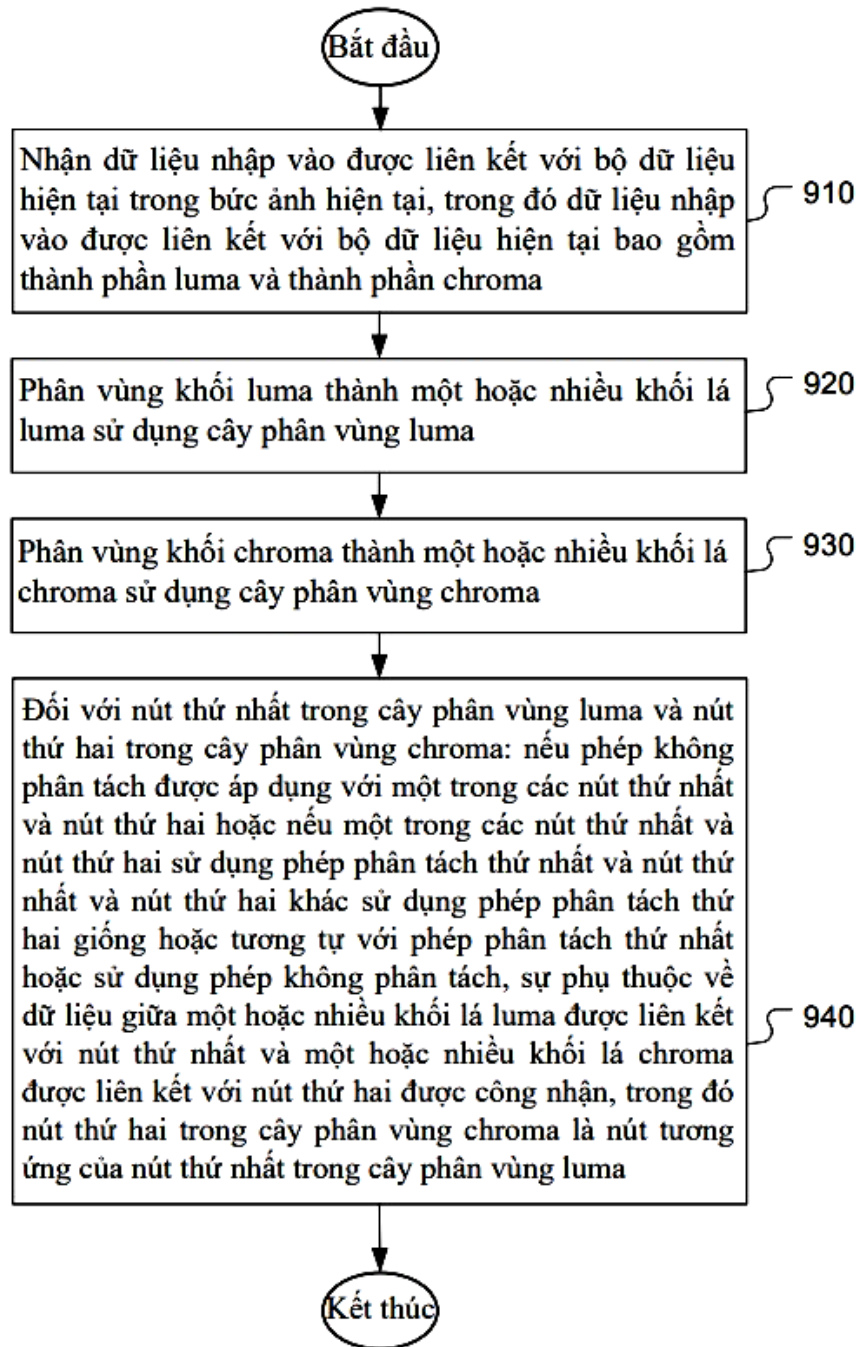 Bắt đầu
Nhận dữ liệu nhập vào được liên kết với bộ dữ liệu
hiện tại trong bức ảnh hiện tại, trong đó dữ liệu nhập
vào được liên kết với bộ dữ liệu hiện tại bao gồm
thành phần luma và thành phần chroma
910
Phân vùng khối luma thành một hoặc nhiều khối lá
luma sử dụng cây phân vùng luma
920
Phân vùng khối chroma thành một hoặc nhiều khối lá
chroma sử dụng cây phân vùng chroma
930
Đối với nút thứ nhất trong cây phân vùng luma và nút
thứ hai trong cây phân vùng chroma: nếu phép không
phân tách được áp dụng với một trong các nút thứ nhất
và nút thứ hai hoặc nếu một trong các nút thứ nhất và
nút thứ hai sử dụng phép phân tách thứ nhất và nút thứ
nhất và nút thứ hai khác sử dụng phép phân tách thứ
hai giống hoặc tương tự với phép phân tách thứ nhất
hoặc sử dụng phép không phân tách, sự phụ thuộc về
dữ liệu giữa một hoặc nhiều khối lá luma được liên kết
với nút thứ nhất và một hoặc nhiều khối lá chroma
được liên kết với nút thứ hai được công nhận, trong đó
nút thứ hai trong cây phân vùng chroma là nút tương
ứng của nút thứ nhất trong cây phân vùng luma
940
Kết thúc